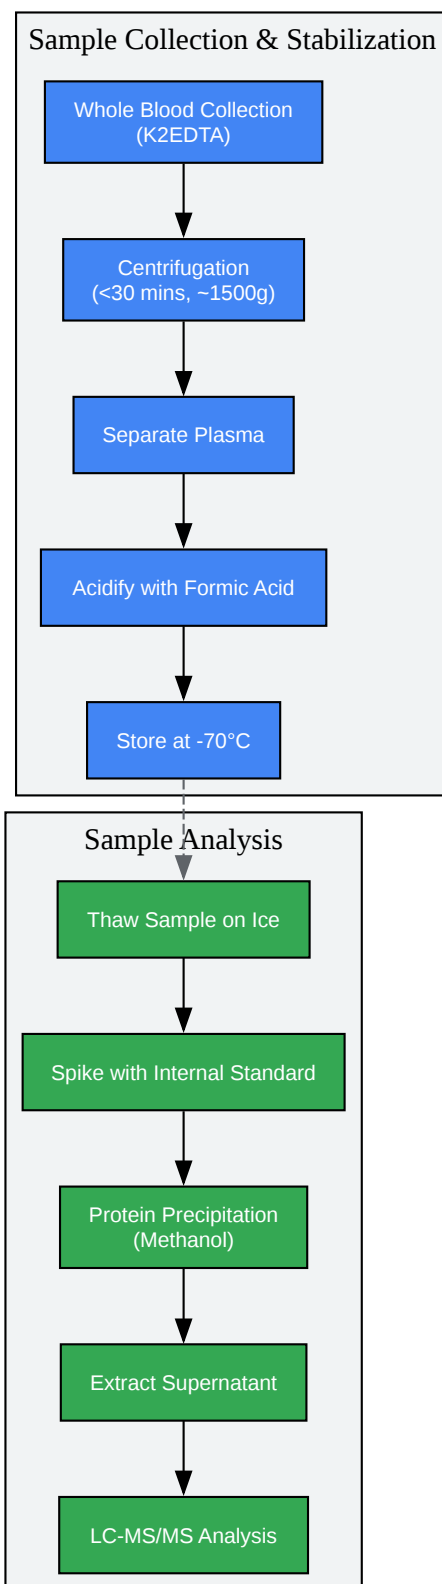 Sample Collection & Stabilization
Whole Blood Collection
(K2EDTA)
Centrifugation
(<30 mins, ~1500g)
Separate Plasma
Acidify with Formic Acid
Store at -70°C
Sample Analysis
Thaw Sample on Ice
Spike with Internal Standard
Protein Precipitation
(Methanol)
Extract Supernatant
LC-MS/MS Analysis